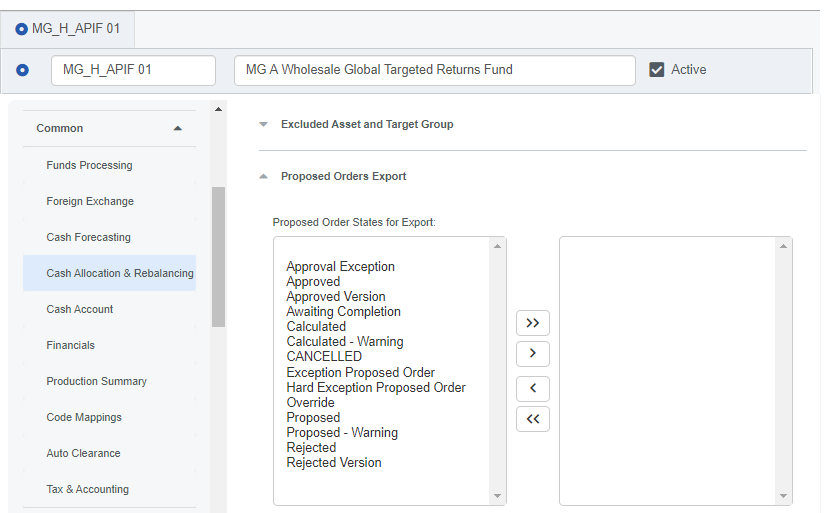 MG_H_APIF 01
MG_H_APIF 01
MG A Wholesale Global Targeted Returns Fund
Active
Common
Funds Processing
Foreign Exchange
Cash Forecasting
Cash Allocation & Rebalancing
Cash Account
Financials
Production Summary
Code Mappings
Auto Clearance
Tax & Accounting
Excluded Asset and Target Group
Proposed Orders Export
Proposed Order States for Export:
Approval Exception
Approved
Approved Version
Awaiting Completion
Calculated
Calculated - Warning
CANCELLED
Exception Proposed Order
Hard Exception Proposed Order
Override
Proposed
Proposed - Warning
Rejected
Rejected Version
>>
>
<
<<